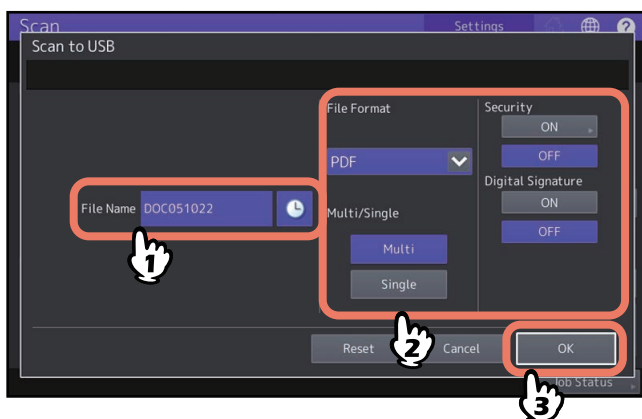 Scan
Settings
?
Scan to USB
File Format
Security
ON
PDF
OFF
Digital Signature
File Name DOC051022
Multi/Single
ON
OFF
Multi
Single
1
2
Reset
Cancel
OK
Job Status
3